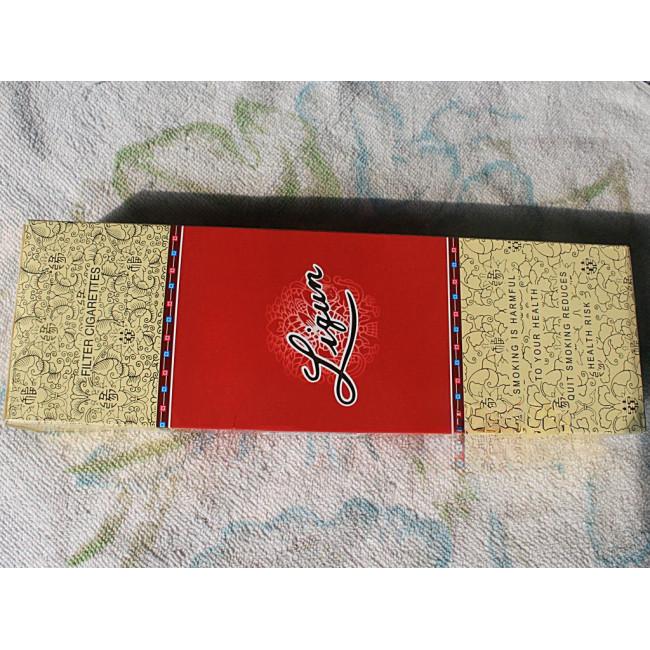 FILTER CIGARETTES
Liqun
SMOKING IS HARMFUL
TO YOUR HEALTH
QUIT SMOKING REDUCES
HEALTH RISK